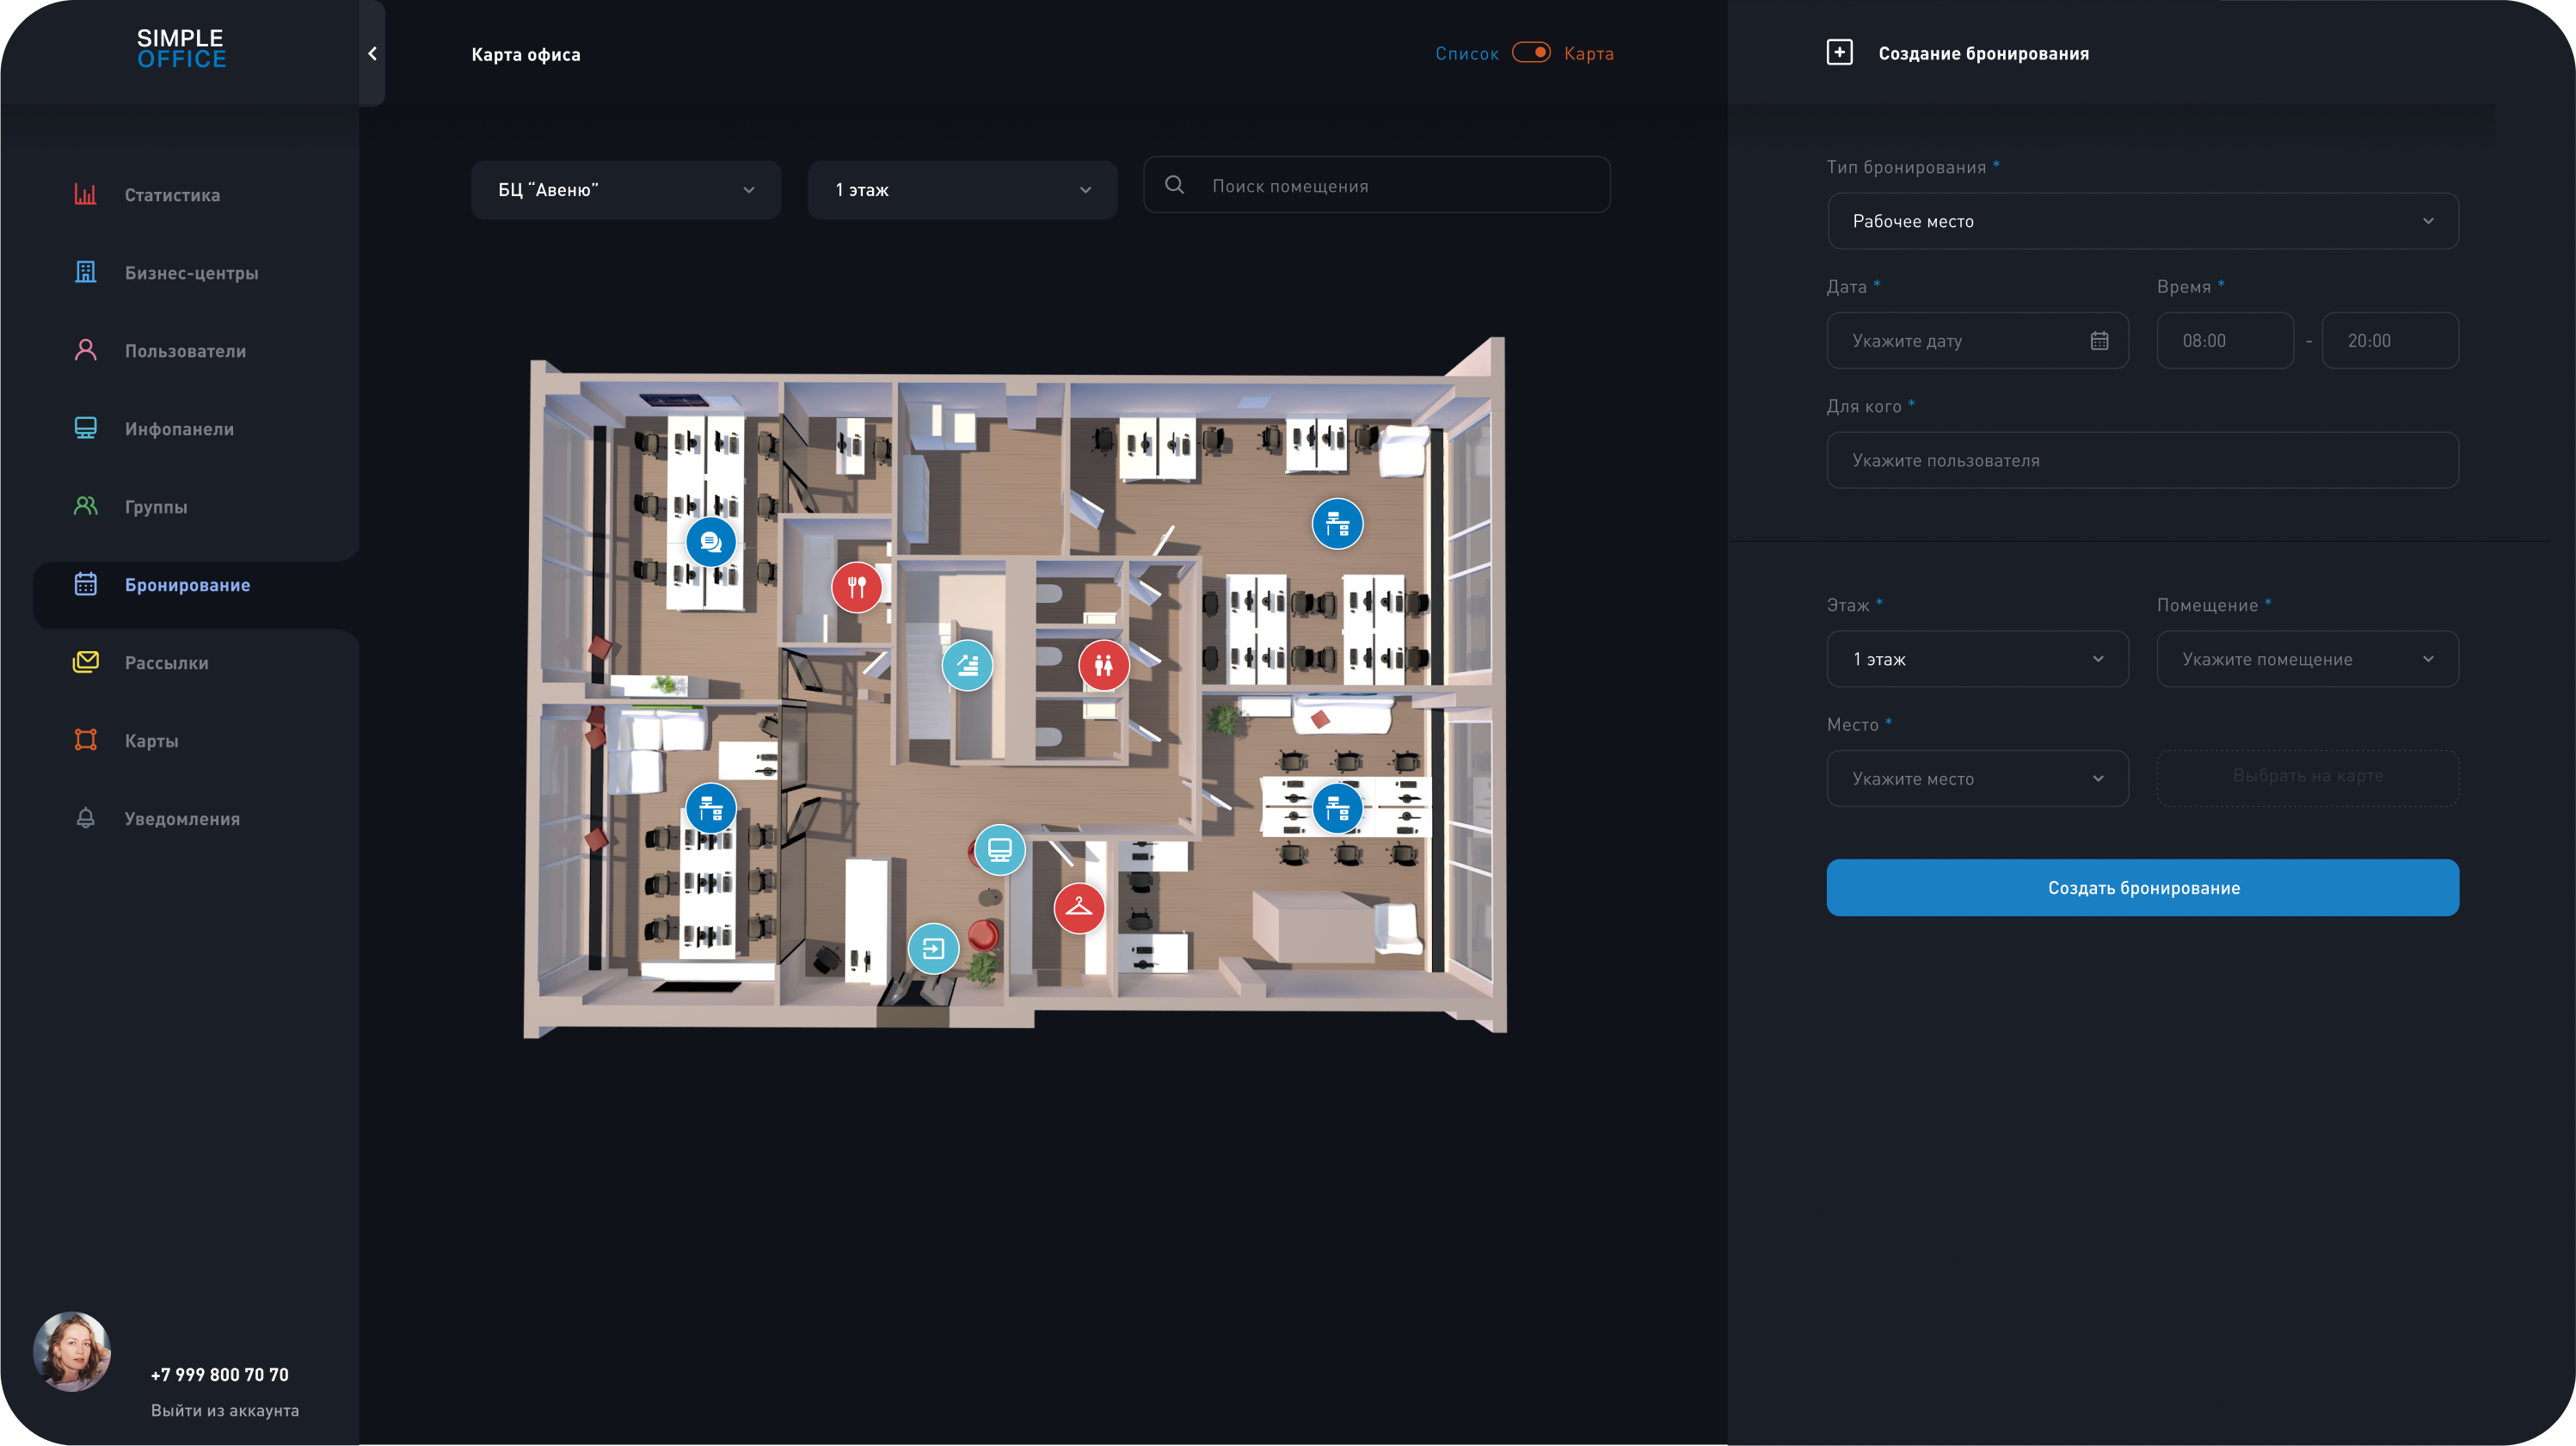 SIMPLE
OFFICE
Статистика
Бизнес-центры
Пользователи
Инфопанели
Группы
Бронирование
Рассылки
Карты
Уведомления
+7 999 800 70 70
Выйти из аккаунта
Карта офиса
Список Карта
БЦ “Авеню”
1 этаж
Поиск помещения
Создание бронирования
Тип бронирования *
Рабочее место
Дата * Время *
Укажите дату 08:00 - 20:00
Для кого *
Укажите пользователя
Этаж * Помещение *
1 этаж Укажите помещение
Место *
Укажите место Выбрать на карте
Создать бронирование